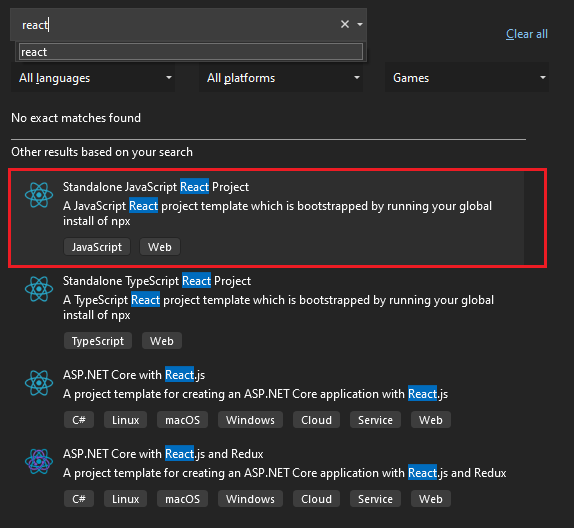 react
Clear all
react
All languages
All platforms
Games
No exact matches found
Other results based on your search
Standalone JavaScript React Project
A JavaScript React project template which is bootstrapped by running your global
install of npx
JavaScript Web
Standalone TypeScript React Project
A TypeScript React project template which is bootstrapped by running your global
install of npx
TypeScript Web
ASP.NET Core with React.js
A project template for creating an ASP.NET Core application with React.js
C# Linux macOS Windows Cloud Service Web
ASP.NET Core with React.js and Redux
A project template for creating an ASP.NET Core application with React.js and Redux
C# Linux macOS Windows Cloud Service Web